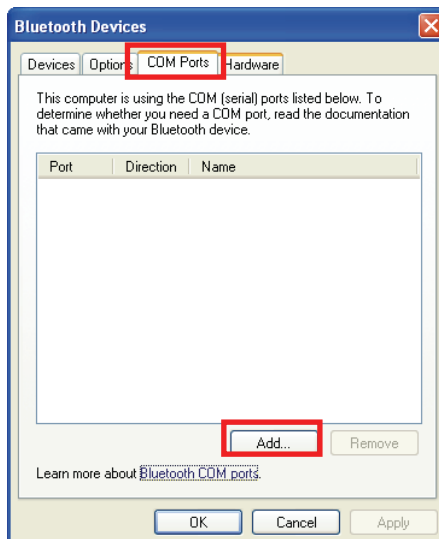 Bluetooth Devices
Devices Options COM Ports Hardware
This computer is using the COM (serial) ports listed below. To
determine whether you need a COM port, read the documentation
that came with your Bluetooth device.
Port Direction Name
Add... Remove
Learn more about Bluetooth COM ports.
OK Cancel Apply